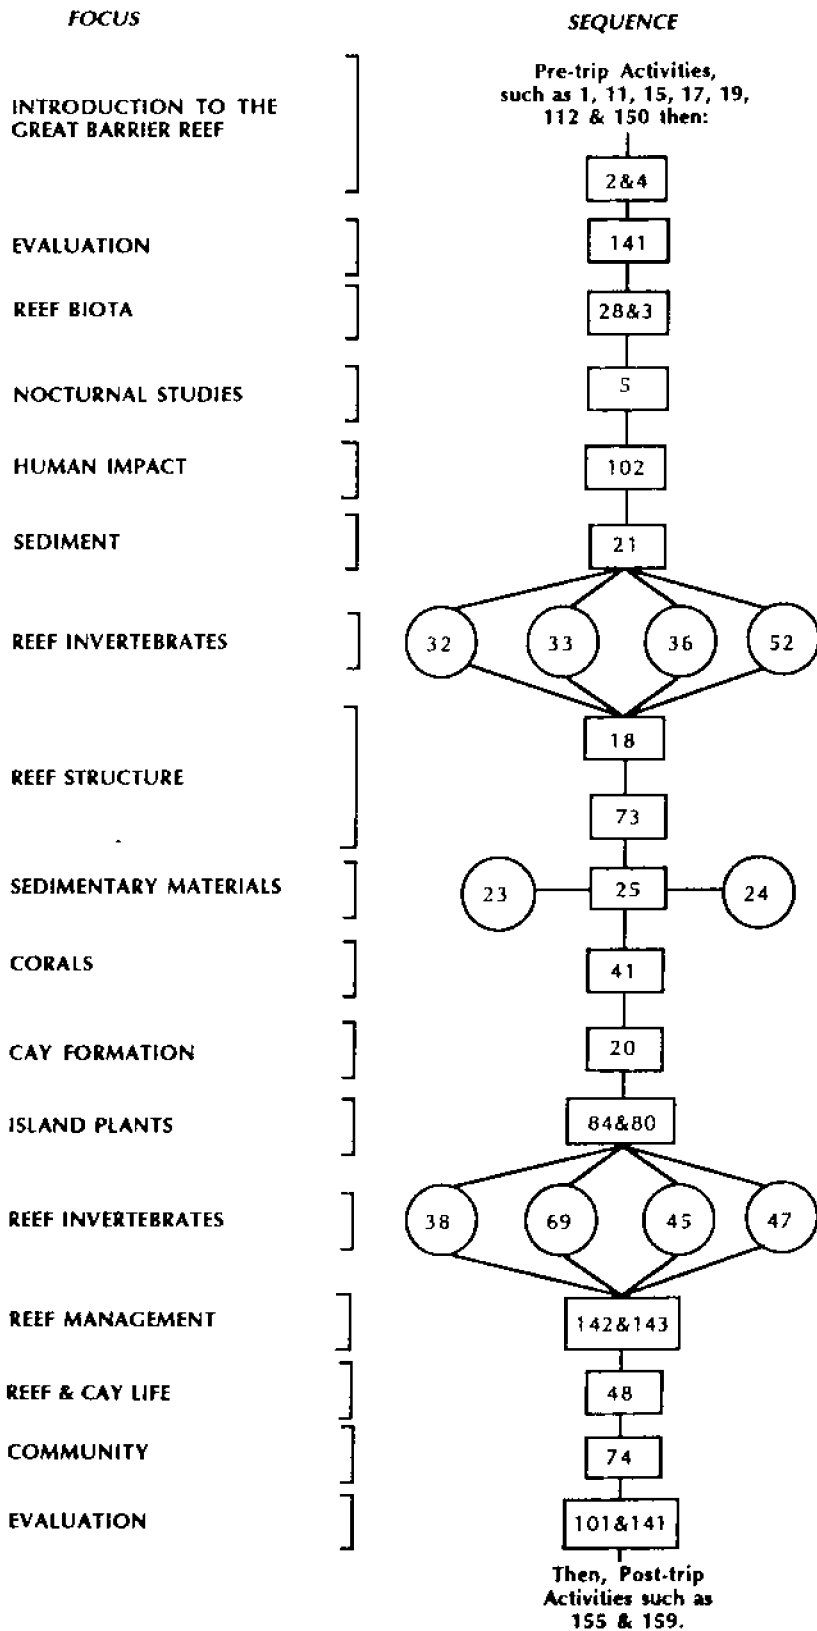 FOCUS
SEQUENCE
INTRODUCTION TO THE
GREAT BARRIER REEF
Pre-trip Activities,
such as 1, 11, 15, 17, 19,
112 & 150 then:
2&4
EVALUATION
141
REEF BIOTA
28&3
NOCTURNAL STUDIES
5
HUMAN IMPACT
102
SEDIMENT
21
REEF INVERTEBRATES
32
33
36
52
18
REEF STRUCTURE
73
SEDIMENTARY MATERIALS
23
25
24
CORALS
41
CAY FORMATION
20
ISLAND PLANTS
84&80
REEF INVERTEBRATES
38
69
45
47
REEF MANAGEMENT
142&143
REEF & CAY LIFE
48
COMMUNITY
74
EVALUATION
101&141
Then, Post-trip
Activities such as
155 & 159.